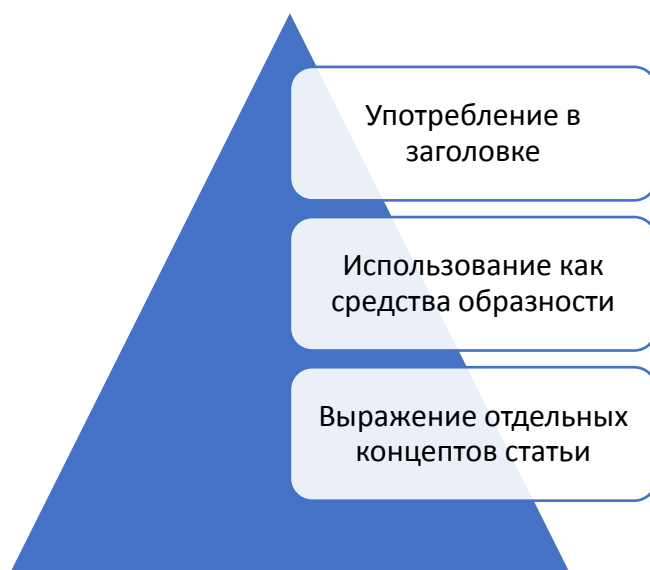 Употребление в
заголовке
Использование как
средства образности
Выражение отдельных
концептов статьи